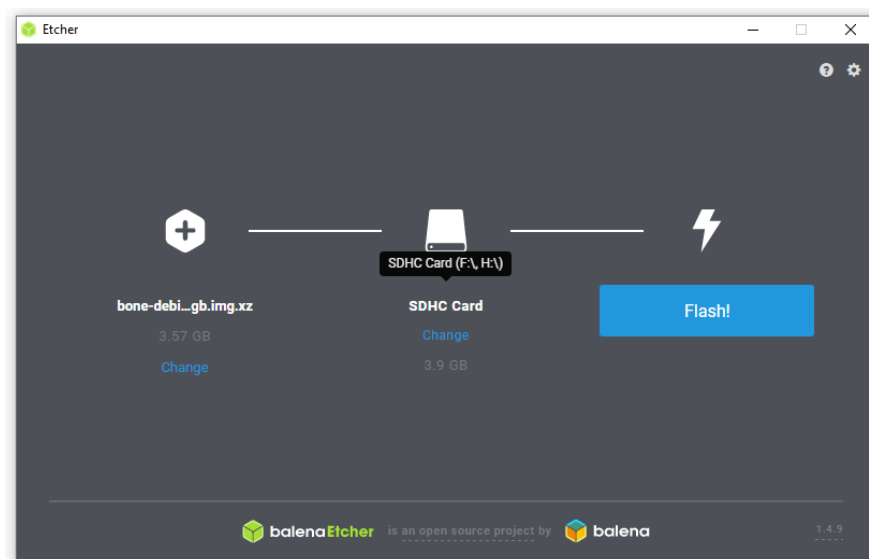 Etcher
SDHC Card (F:\, H:\)
bone-debi...gb.img.xz
SDHC Card
Flash!
3.57 GB
Change
Change
3.9 GB
balenaEtcher is an open source project by balena
1.4.9